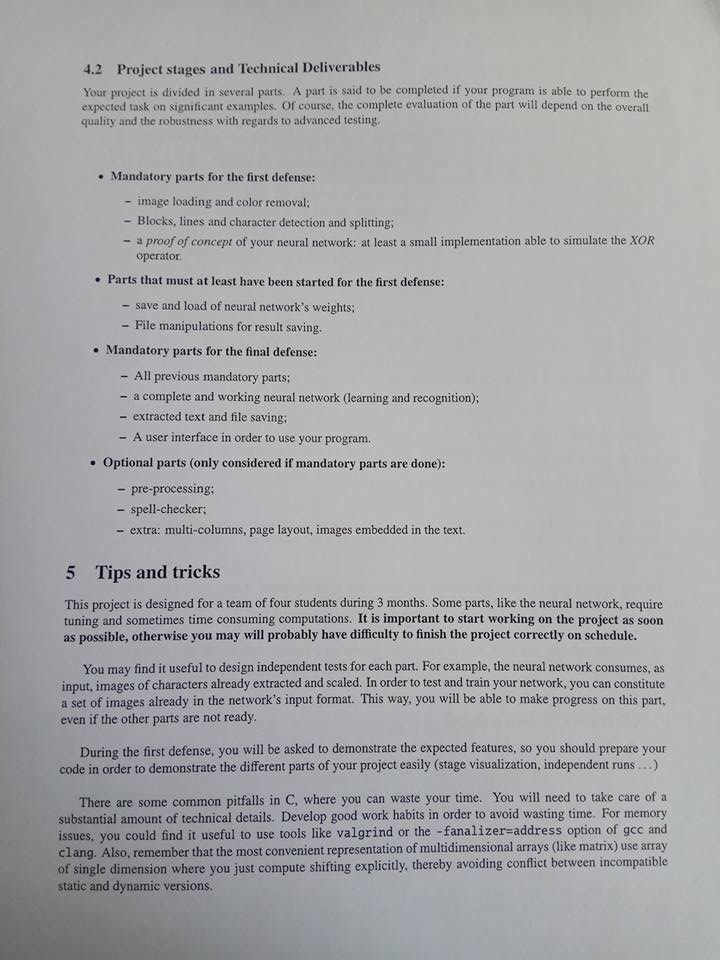 4.2 Project stages and Technical Deliverables
Your project is divided in several parts. A part is said to be completed if your program is able to perform the
expected task on significant examples. Of course, the complete evaluation of the part will depend on the overall
quality and the robustness with regards to advanced testing.
• Mandatory parts for the first defense:
– image loading and color removal;
– Blocks, lines and character detection and splitting;
– a proof of concept of your neural network: at least a small implementation able to simulate the XOR
operator.
• Parts that must at least have been started for the first defense:
– save and load of neural network's weights;
– File manipulations for result saving.
• Mandatory parts for the final defense:
– All previous mandatory parts;
– a complete and working neural network (learning and recognition);
– extracted text and file saving;
– A user interface in order to use your program.
• Optional parts (only considered if mandatory parts are done):
– pre-processing;
– spell-checker;
– extra: multi-columns, page layout, images embedded in the text.
5 Tips and tricks
This project is designed for a team of four students during 3 months. Some parts, like the neural network, require
tuning and sometimes time consuming computations. It is important to start working on the project as soon
as possible, otherwise you may will probably have difficulty to finish the project correctly on schedule.
You may find it useful to design independent tests for each part. For example, the neural network consumes, as
input, images of characters already extracted and scaled. In order to test and train your network, you can constitute
a set of images already in the network's input format. This way, you will be able to make progress on this part,
even if the other parts are not ready.
During the first defense, you will be asked to demonstrate the expected features, so you should prepare your
code in order to demonstrate the different parts of your project easily (stage visualization, independent runs ...)
There are some common pitfalls in C, where you can waste your time. You will need to take care of a
substantial amount of technical details. Develop good work habits in order to avoid wasting time. For memory
issues, you could find it useful to use tools like valgrind or the -fanalizer=address option of gcc and
clang. Also, remember that the most convenient representation of multidimensional arrays (like matrix) use array
of single dimension where you just compute shifting explicitly, thereby avoiding conflict between incompatible
static and dynamic versions.